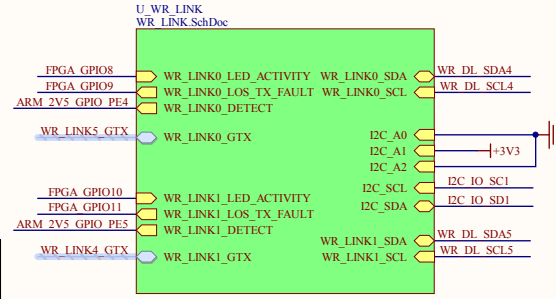 U_WR_LINK
WR_LINK.SchDoc
FPGA_GPIO8 WR_LINK0_LED_ACTIVITY WR_LINK0_SDA WR_DL_SDA4
FPGA_GPIO9 WR_LINK0_LOS_TX_FAULT WR_LINK0_SCL WR_DL_SCL4
ARM_2V5_GPIO_PE4 WR_LINK0_DETECT
WR_LINK5_GTX WR_LINK0_GTX I2C_A0
I2C_A1 +3V3
I2C_A2
I2C_SCL I2C_IO_SC1
FPGA_GPIO10 WR_LINK1_LED_ACTIVITY
I2C_SDA I2C_IO_SD1
FPGA_GPIO11 WR_LINK1_LOS_TX_FAULT
ARM_2V5_GPIO_PE5 WR_LINK1_DETECT
WR_LINK1_SDA WR_DL_SDA5
WR_LINK4_GTX WR_LINK1_GTX WR_LINK1_SCL WR_DL_SCL5